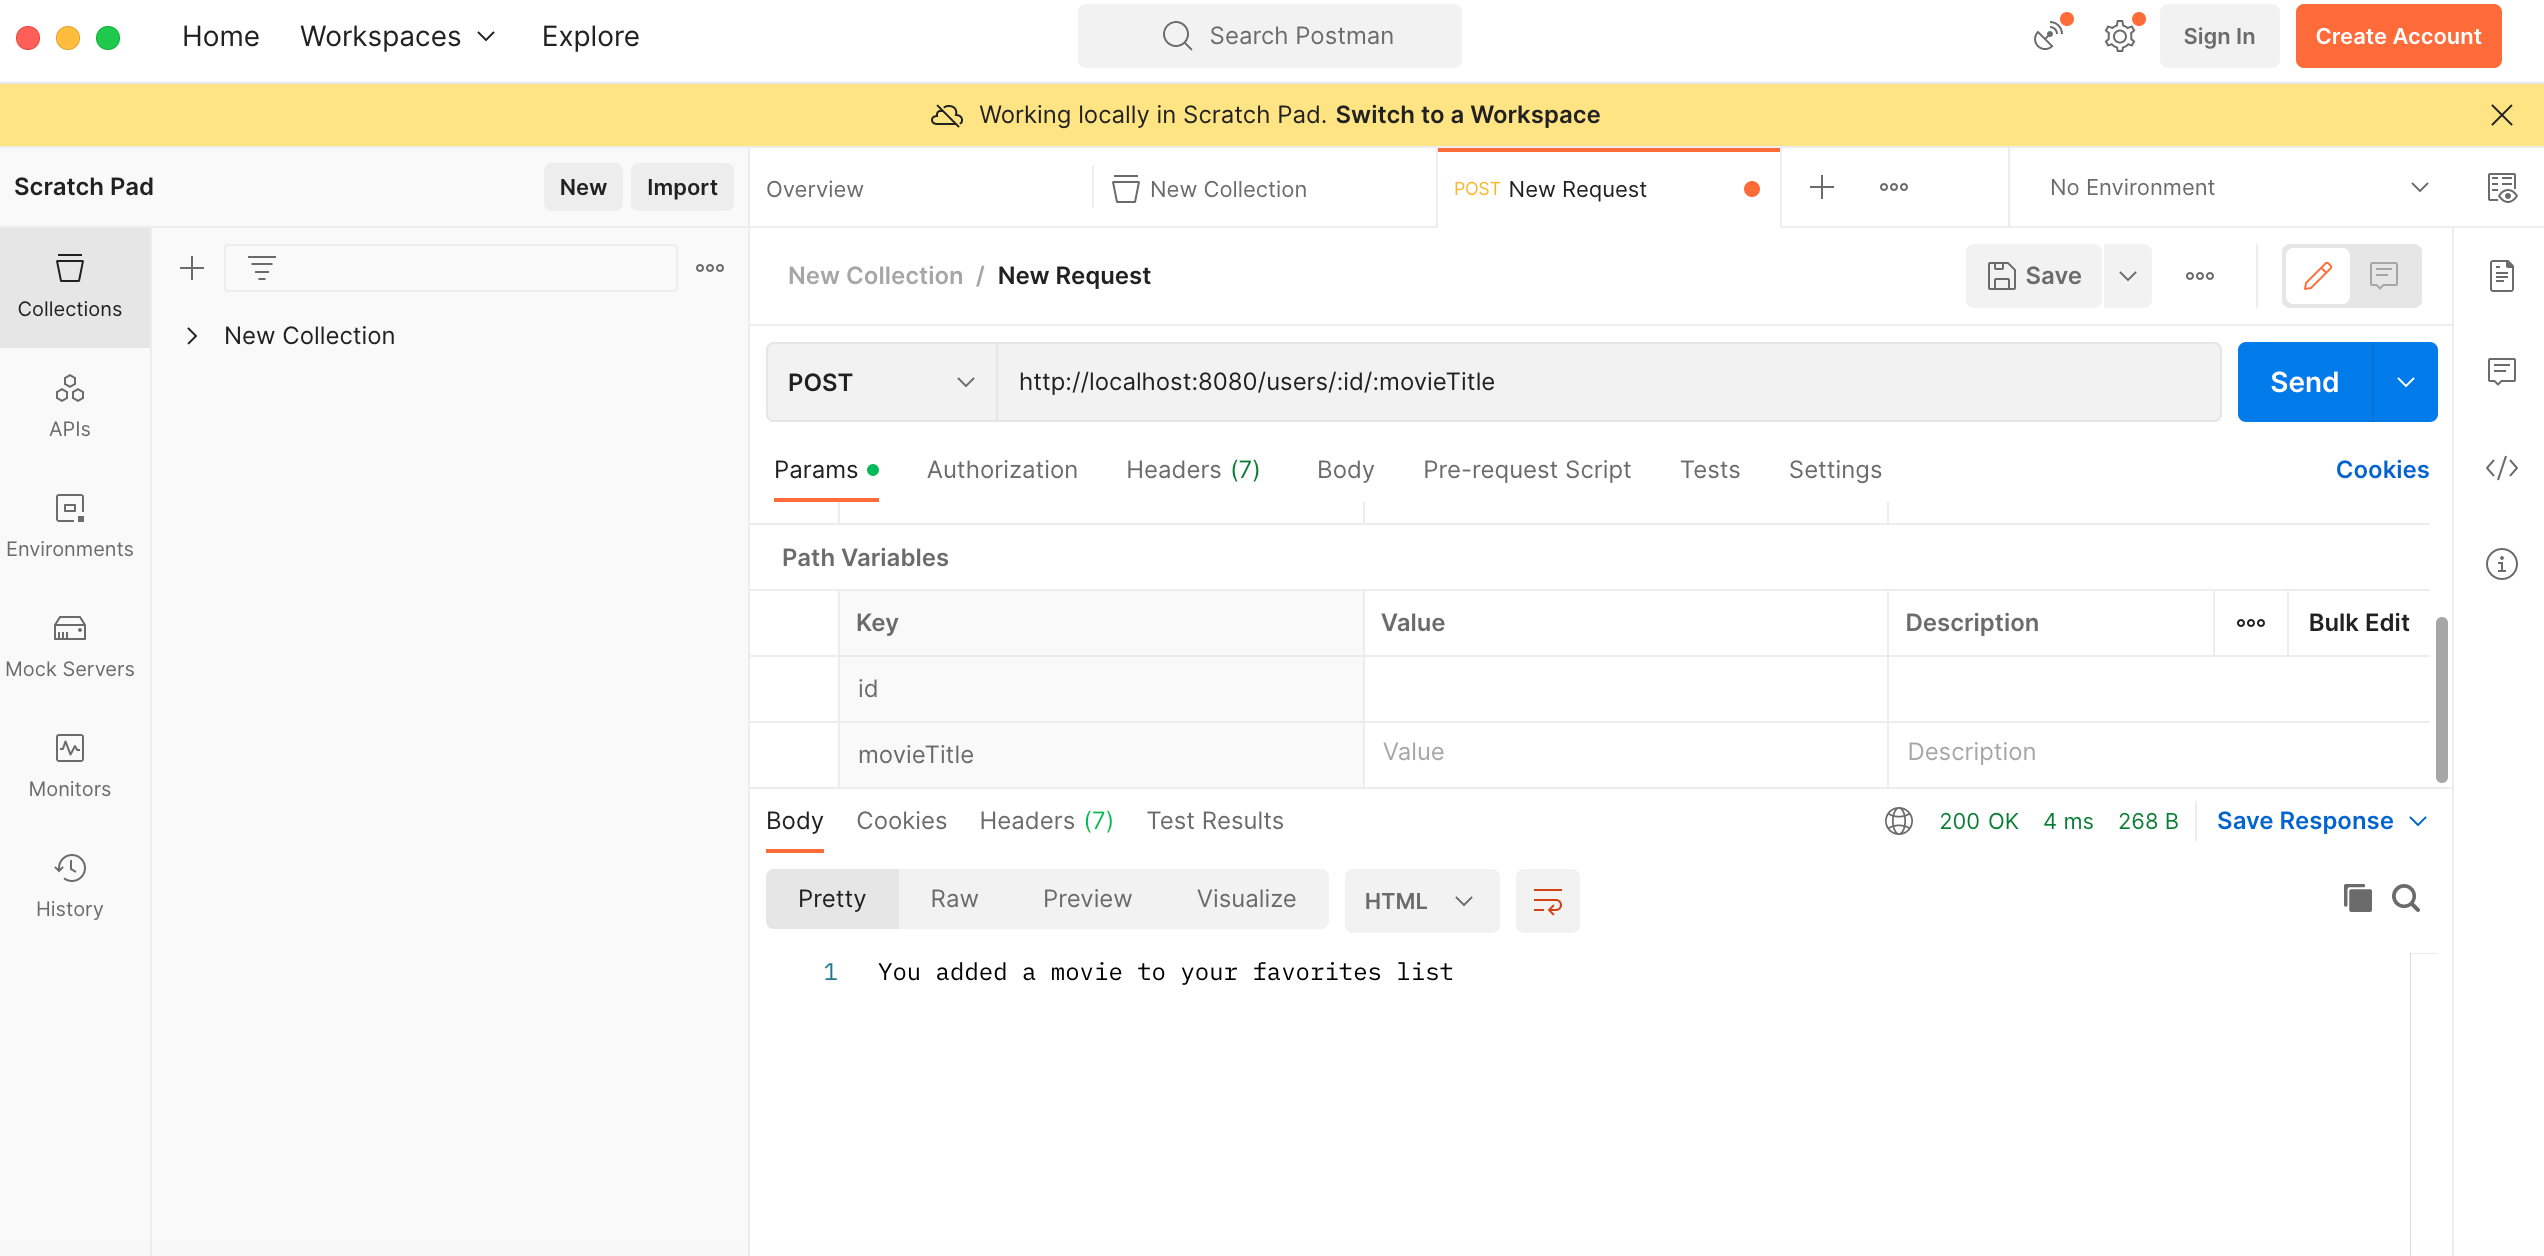 Home Workspaces Explore Search Postman Sign In Create Account
Working locally in Scratch Pad. Switch to a Workspace
Scratch Pad New Import Overview New Collection POST New Request No Environment
Collections
New Collection
APIs
Environments
Mock Servers
Monitors
History
New Collection / New Request Save
POST http://localhost:8080/users/:id/:movieTitle Send
Params Authorization Headers (7) Body Pre-request Script Tests Settings Cookies
Path Variables
Key Value Description Bulk Edit
id
movieTitle Value Description
Body Cookies Headers (7) Test Results 200 OK 4 ms 268 B Save Response
Pretty Raw Preview Visualize HTML
1 You added a movie to your favorites list